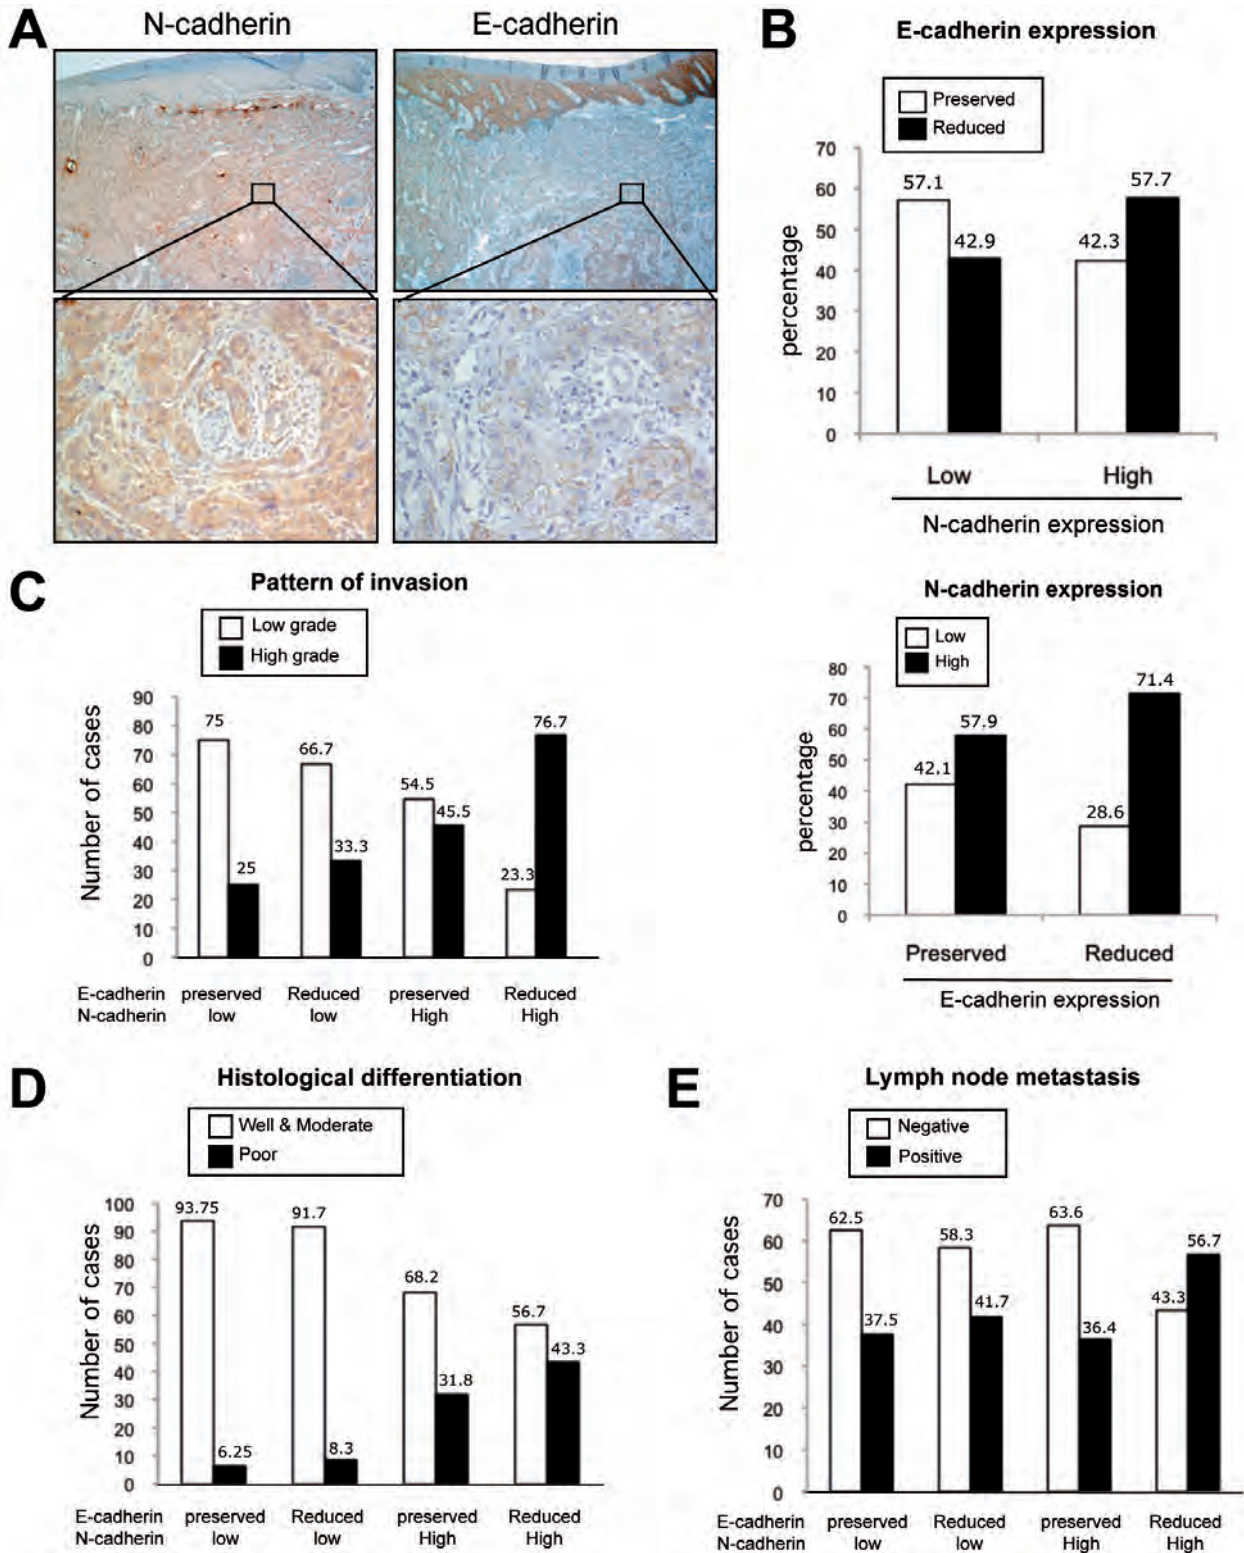 A
N-cadherin
E-cadherin
B
E-cadherin expression
Preserved
Reduced
percentage
70
60
50
40
30
20
10
0
57.1
42.9
42.3
57.7
Low
High
N-cadherin expression
N-cadherin expression
Low
High
percentage
80
70
60
50
40
30
20
10
0
42.1
57.9
28.6
71.4
Preserved
Reduced
E-cadherin expression
C
Pattern of invasion
Low grade
High grade
Number of cases
90
80
70
60
50
40
30
20
10
0
75
25
66.7
33.3
54.5
45.5
23.3
76.7
E-cadherin preserved Reduced preserved Reduced
N-cadherin low low High High
D
Histological differentiation
Well & Moderate
Poor
Number of cases
100
90
80
70
60
50
40
30
20
10
0
93.75
6.25
91.7
8.3
68.2
31.8
56.7
43.3
E-cadherin preserved Reduced preserved Reduced
N-cadherin low low High High
E
Lymph node metastasis
Negative
Positive
Number of cases
70
60
50
40
30
20
10
0
62.5
37.5
58.3
41.7
63.6
36.4
43.3
56.7
E-cadherin preserved Reduced preserved Reduced
N-cadherin low low High High